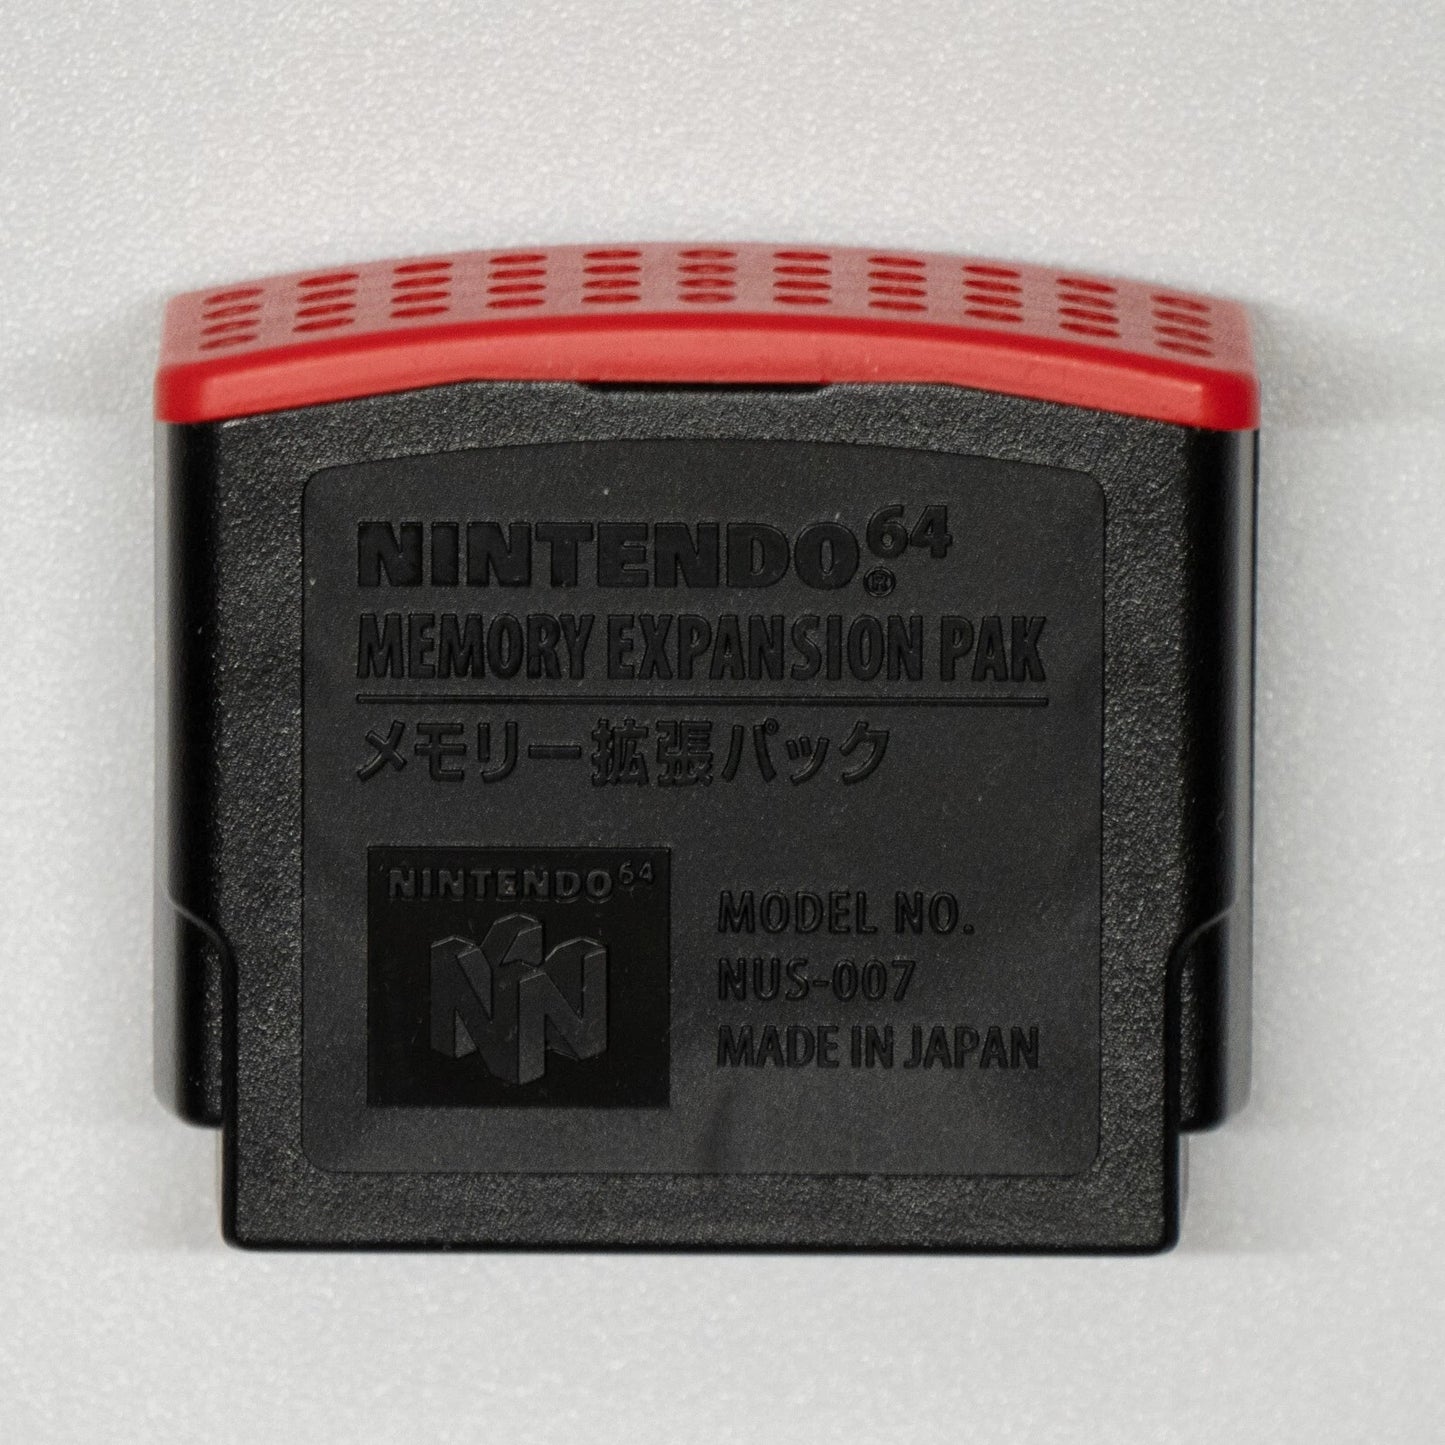 NINTENDO64®
MEMORY EXPANSION PAK
メモリー拡張パック
NINTENDO64
MODEL NO.
NUS-007
MADE IN JAPAN